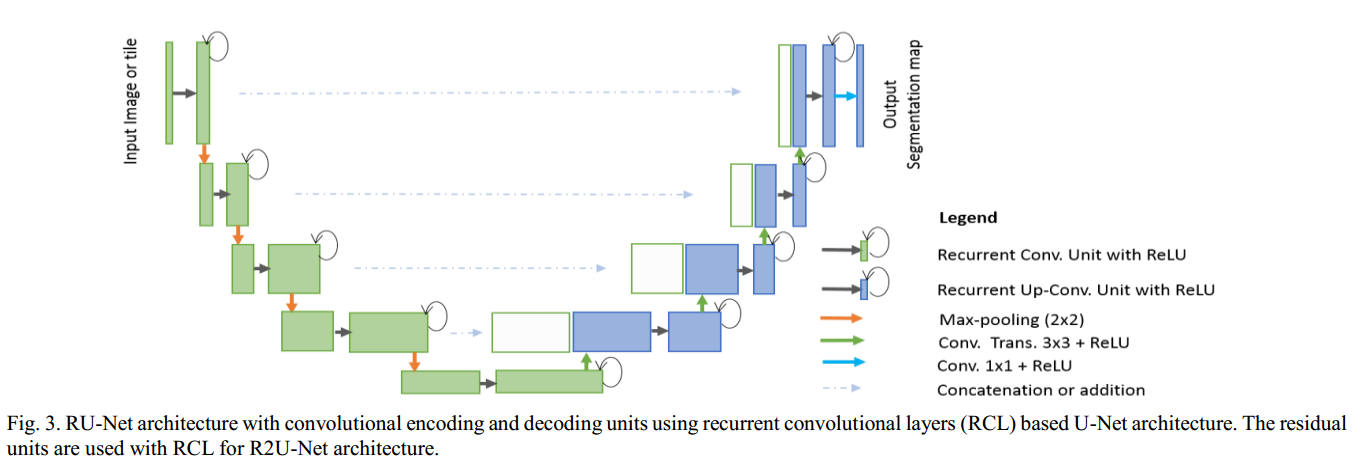 Input Image or tile
Output
Segmentation map
Legend
Recurrent Conv. Unit with ReLU
Recurrent Up-Conv. Unit with ReLU
Max-pooling (2x2)
Conv. Trans. 3x3 + ReLU
Conv. 1x1 + ReLU
Concatenation or addition
Fig. 3. RU-Net architecture with convolutional encoding and decoding units using recurrent convolutional layers (RCL) based U-Net architecture. The residual
units are used with RCL for R2U-Net architecture.